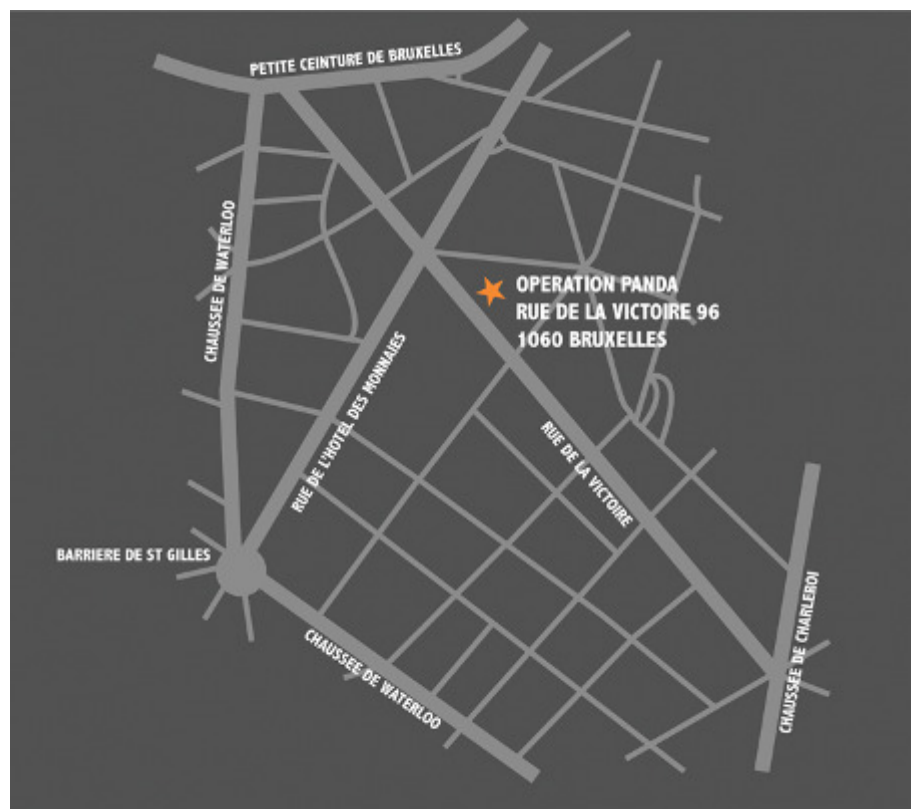 PETITE CEINTURE DE BRUXELLES
CHAUSSEE DE WATERLOO
OPERATION PANDA
RUE DE LA VICTOIRE 96
1060 BRUXELLES
RUE DE L'HOTEL DES MONNAIES
RUE DE LA VICTOIRE
BARRIERE DE ST GILLES
CHAUSSEE DE WATERLOO
CHAUSSEE DE CHARLEROI